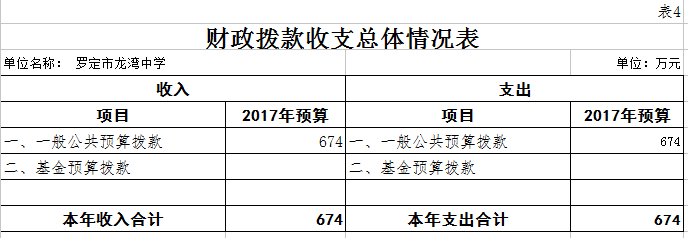 表4
财政拨款收支总体情况表
单位名称： 罗定市龙湾中学 单位：万元
收入 支出
项目 2017年预算 项目 2017年预算
一、一般公共预算拨款 674 一、一般公共预算拨款 674
二、基金预算拨款 二、基金预算拨款
本年收入合计 674 本年支出合计 674